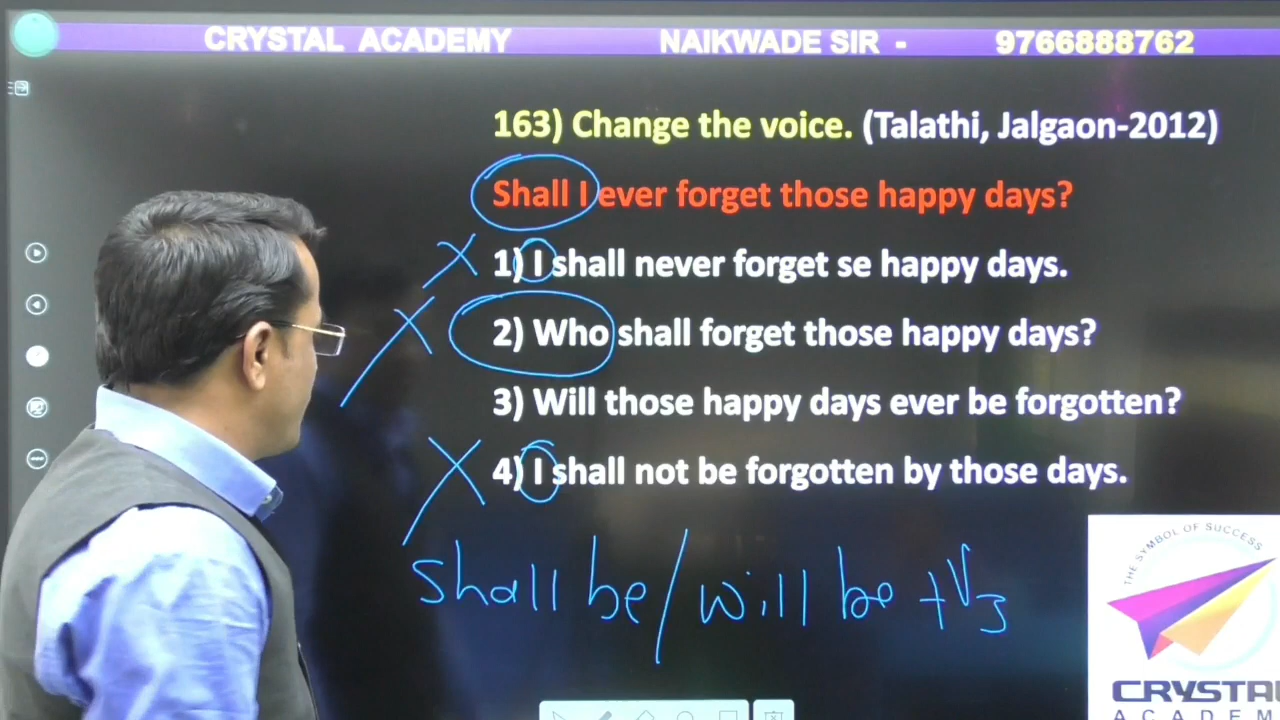 CRYSTAL ACADEMY NAIKWADE SIR - 9766888762
163) Change the voice. (Talathi, Jalgaon-2012)
Shall I ever forget those happy days?
1) I shall never forget se happy days.
2) Who shall forget those happy days?
3) Will those happy days ever be forgotten?
4) I shall not be forgotten by those days.
shall be / will be + V3
THE SYMBOL OF SUCCESS
CRYSTAL
ACADEM